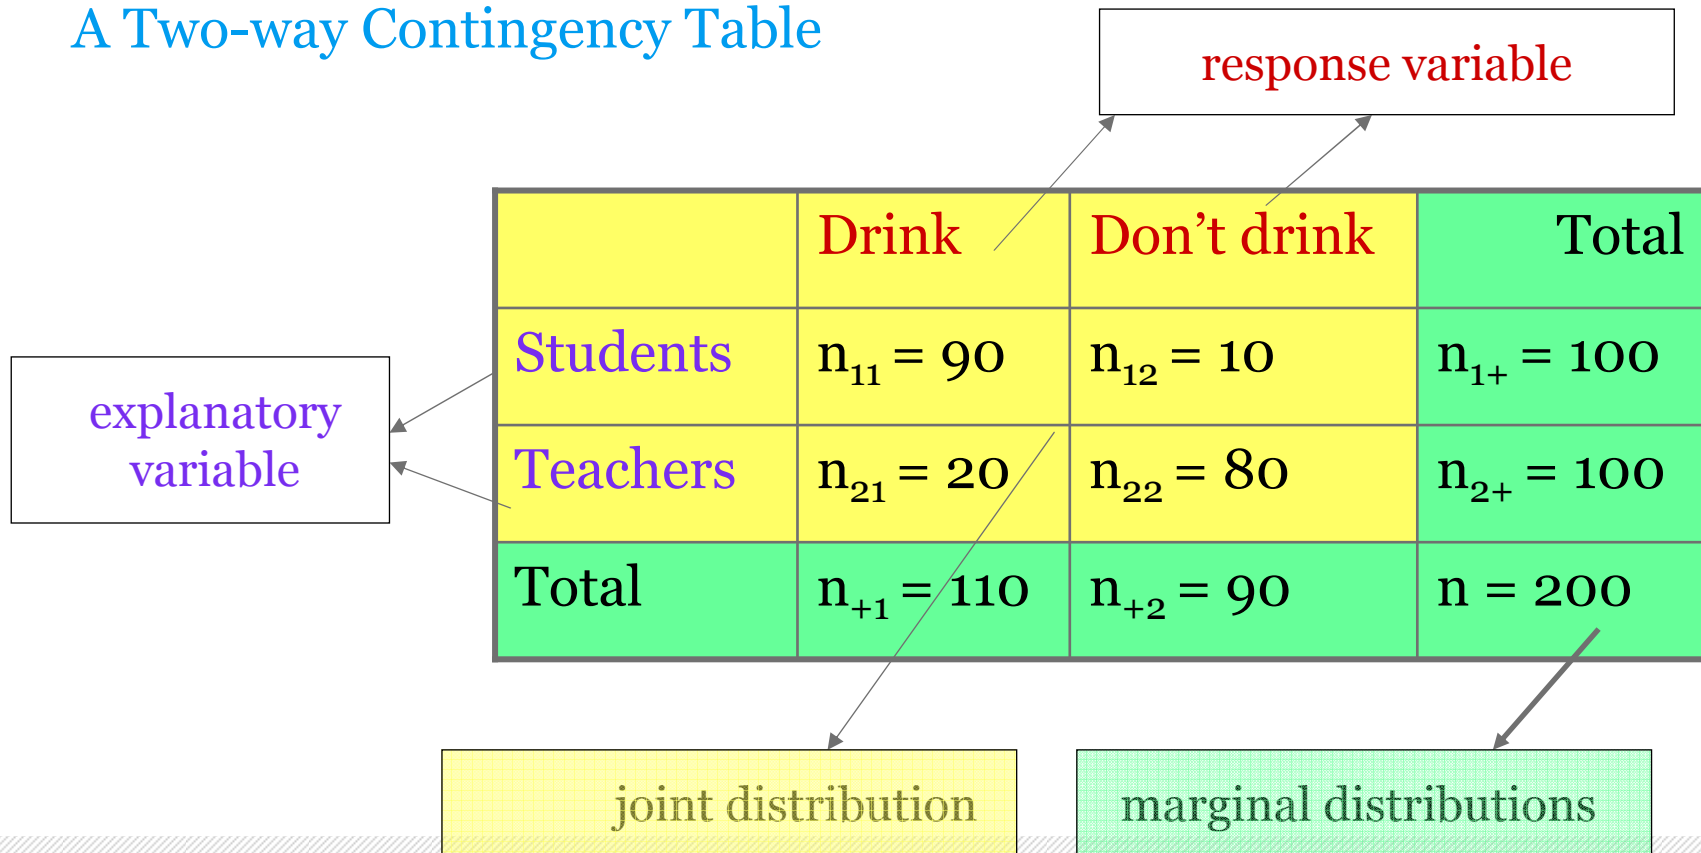 A Two-way Contingency Table
response variable
Drink Don’t drink Total
Students n₁₁ = 90 n₁₂ = 10 n₁₊ = 100
explanatory
variable
Teachers n₂₁ = 20 n₂₂ = 80 n₂₊ = 100
Total n₊₁ = 110 n₊₂ = 90 n = 200
joint distribution
marginal distributions